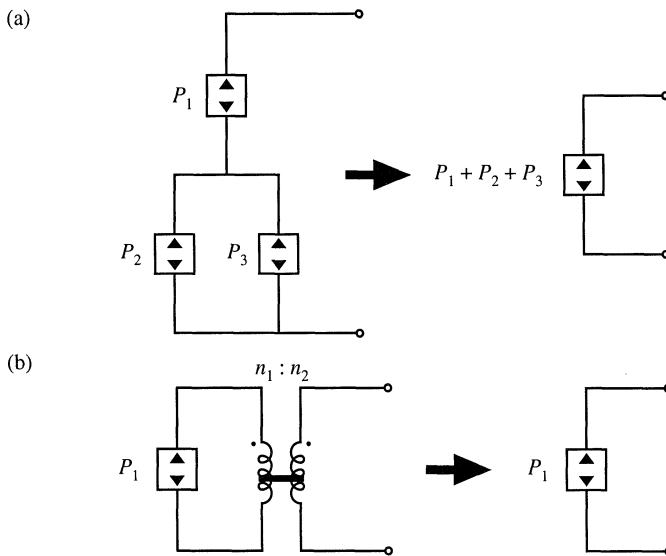 (a)
P₁
P₂
P₃
P₁ + P₂ + P₃
(b)
n₁ : n₂
P₁
P₁